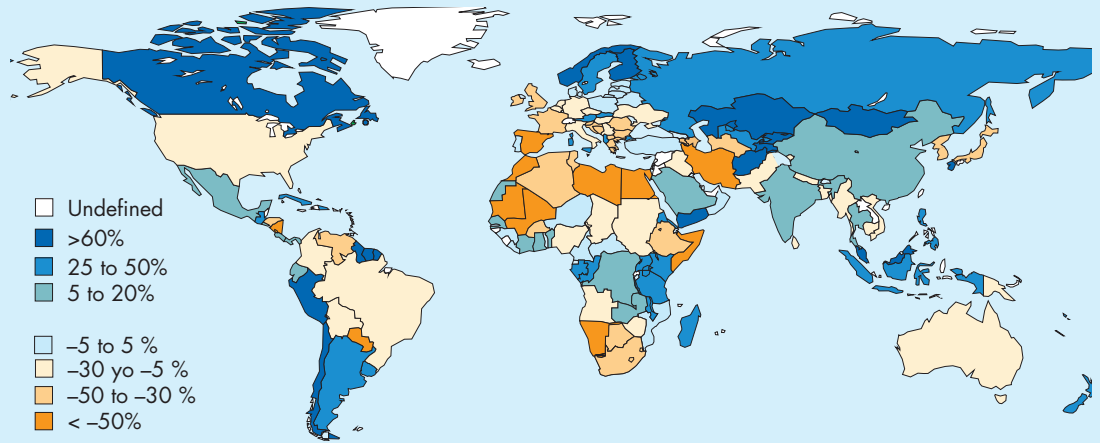 Undefined
>60%
25 to 50%
5 to 20%
–5 to 5 %
–30 yo –5 %
–50 to –30 %
< –50%